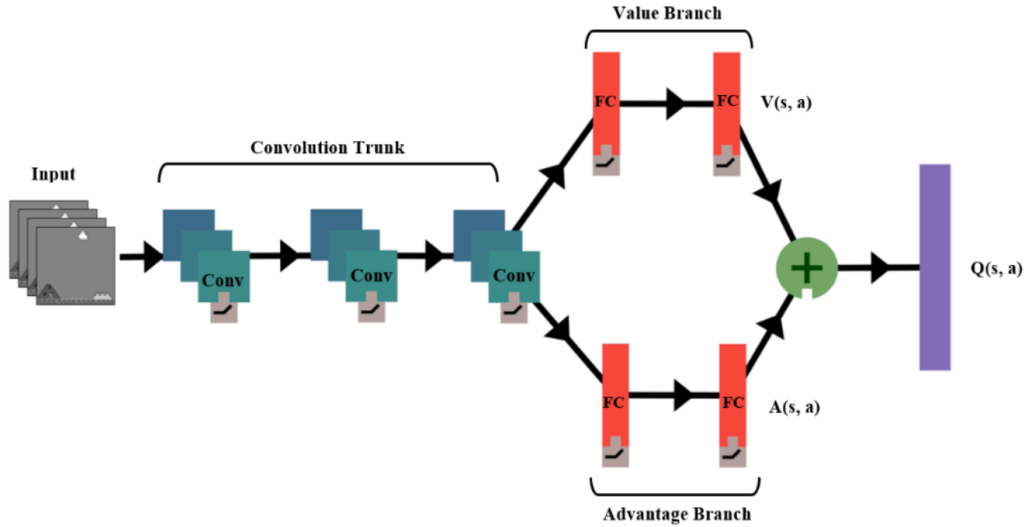 Value Branch
FC
FC
V(s, a)
Convolution Trunk
Input
Conv
Conv
Conv
Q(s, a)
FC
FC
A(s, a)
Advantage Branch